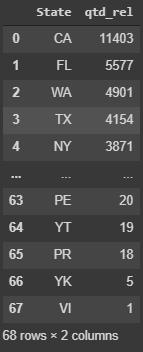 State qtd_rel
0 CA 11403
1 FL 5577
2 WA 4901
3 TX 4154
4 NY 3871
... ... ...
63 PE 20
64 YT 19
65 PR 18
66 YK 5
67 VI 1
68 rows × 2 columns